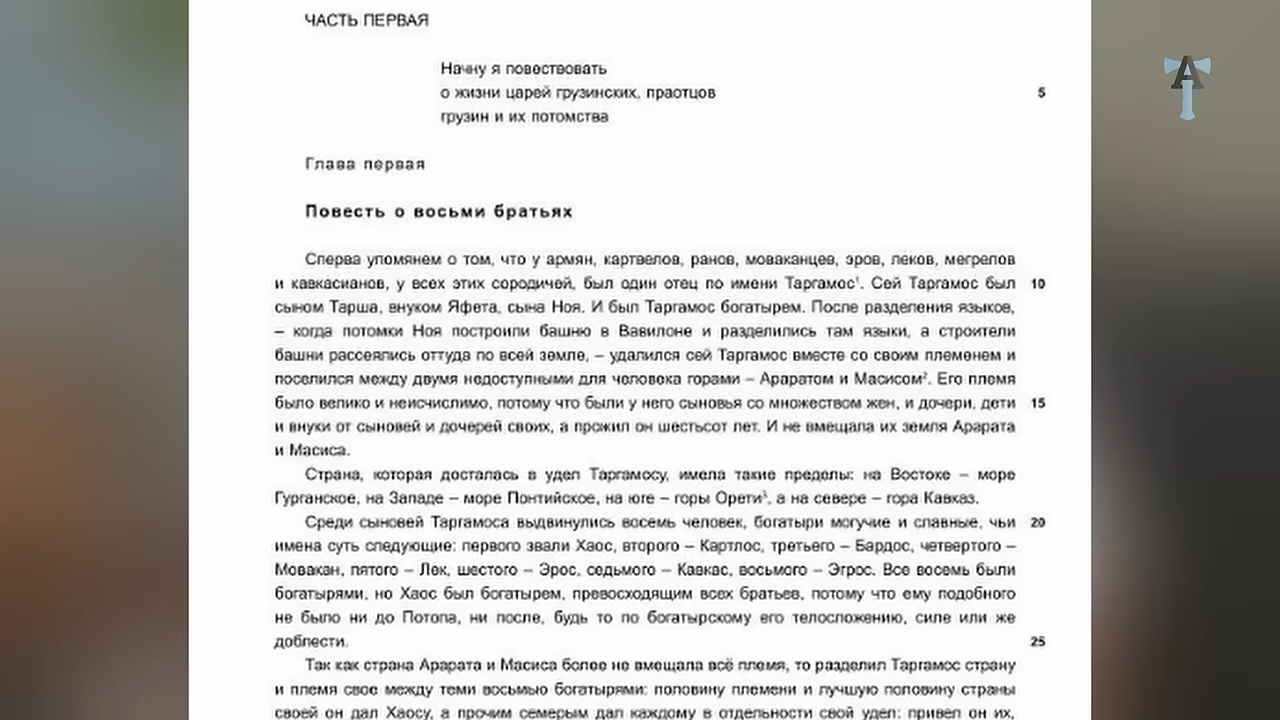 ЧАСТЬ ПЕРВАЯ
Начну я повествовать
о жизни царей грузинских, праотцов 5
грузин и их потомства
Глава первая
Повесть о восьми братьях
Сперва упомянем о том, что у армян, картвелов, ранов, моваканцев, эров, леков, мегрелов
и кавкасианов, у всех этих сородичей, был один отец по имени Таргамос¹. Сей Таргамос был 10
сыном Тарша, внуком Яфета, сына Ноя. И был Таргамос богатырем. После разделения языков,
– когда потомки Ноя построили башню в Вавилоне и разделились там языки, а строители
башни рассеялись оттуда по всей земле, – удалился сей Таргамос вместе со своим племенем и
поселился между двумя недоступными для человека горами – Араратом и Масисом². Его племя
было велико и неисчислимо, потому что были у него сыновья со множеством жен, и дочери, дети 15
и внуки от сыновей и дочерей своих, а прожил он шестьсот лет. И не вмещала их земля Арарата
и Масиса.
Страна, которая досталась в удел Таргамосу, имела такие пределы: на Востоке – море
Гурганское, на Западе – море Понтийское, на юге – горы Орети³, а на севере – гора Кавказ.
Среди сыновей Таргамоса выдвинулись восемь человек, богатыри могучие и славные, чьи 20
имена суть следующие: первого звали Хаос, второго – Картлос, третьего – Бардос, четвертого –
Мовакан, пятого – Лек, шестого – Эрос, седьмого – Кавкас, восьмого – Эгрос. Все восемь были
богатырями, но Хаос был богатырем, превосходящим всех братьев, потому что ему подобного
не было ни до Потопа, ни после, будь то по богатырскому его телосложению, силе или же
доблести. 25
Так как страна Арарата и Масиса более не вмещала всё племя, то разделил Таргамос страну
и племя свое между теми восьмью богатырями: половину племени и лучшую половину страны
своей он дал Хаосу, а прочим семерым дал каждому в отдельности свой удел: привел он их,